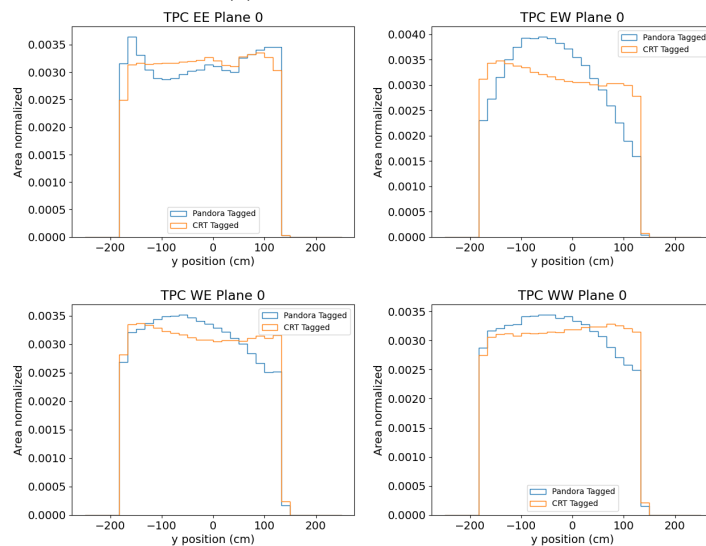 TPC EE Plane 0
Area normalized
0.0035
0.0030
0.0025
0.0020
0.0015
0.0010
0.0005
0.0000
Pandora Tagged
CRT Tagged
−200 −100 0 100 200
y position (cm)
TPC EW Plane 0
Area normalized
0.0040
0.0035
0.0030
0.0025
0.0020
0.0015
0.0010
0.0005
0.0000
Pandora Tagged
CRT Tagged
−200 −100 0 100 200
y position (cm)
TPC WE Plane 0
Area normalized
0.0035
0.0030
0.0025
0.0020
0.0015
0.0010
0.0005
0.0000
Pandora Tagged
CRT Tagged
−200 −100 0 100 200
y position (cm)
TPC WW Plane 0
Area normalized
0.0035
0.0030
0.0025
0.0020
0.0015
0.0010
0.0005
0.0000
Pandora Tagged
CRT Tagged
−200 −100 0 100 200
y position (cm)